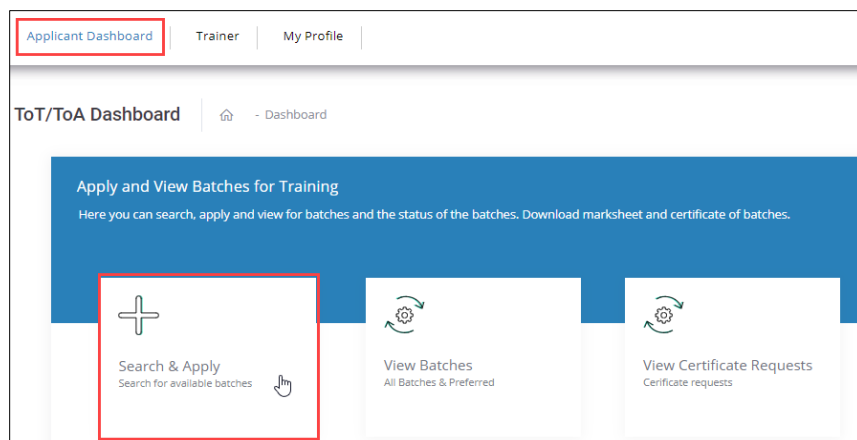 Applicant Dashboard Trainer My Profile
ToT/ToA Dashboard - Dashboard
Apply and View Batches for Training
Here you can search, apply and view for batches and the status of the batches. Download marksheet and certificate of batches.
Search & Apply
Search for available batches
View Batches
All Batches & Preferred
View Certificate Requests
Cerificate requests